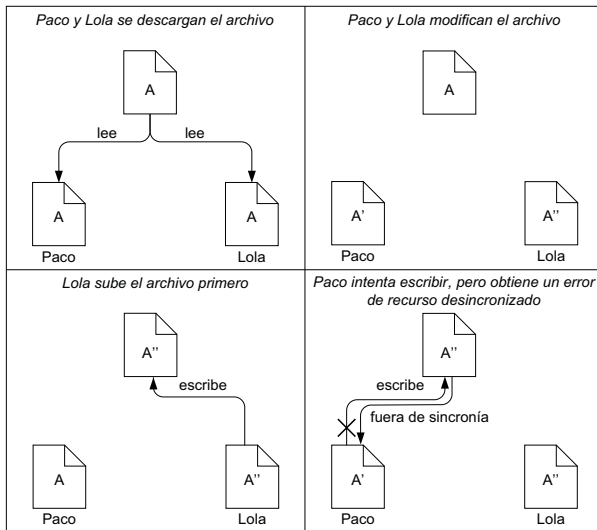 Paco y Lola se descargan el archivo
A
lee
lee
A
A
Paco
Lola
Paco y Lola modifican el archivo
A
A'
A''
Paco
Lola
Lola sube el archivo primero
A''
escribe
A
A''
Paco
Lola
Paco intenta escribir, pero obtiene un error
de recurso desincronizado
A''
escribe
fuera de sincronía
A'
A''
Paco
Lola